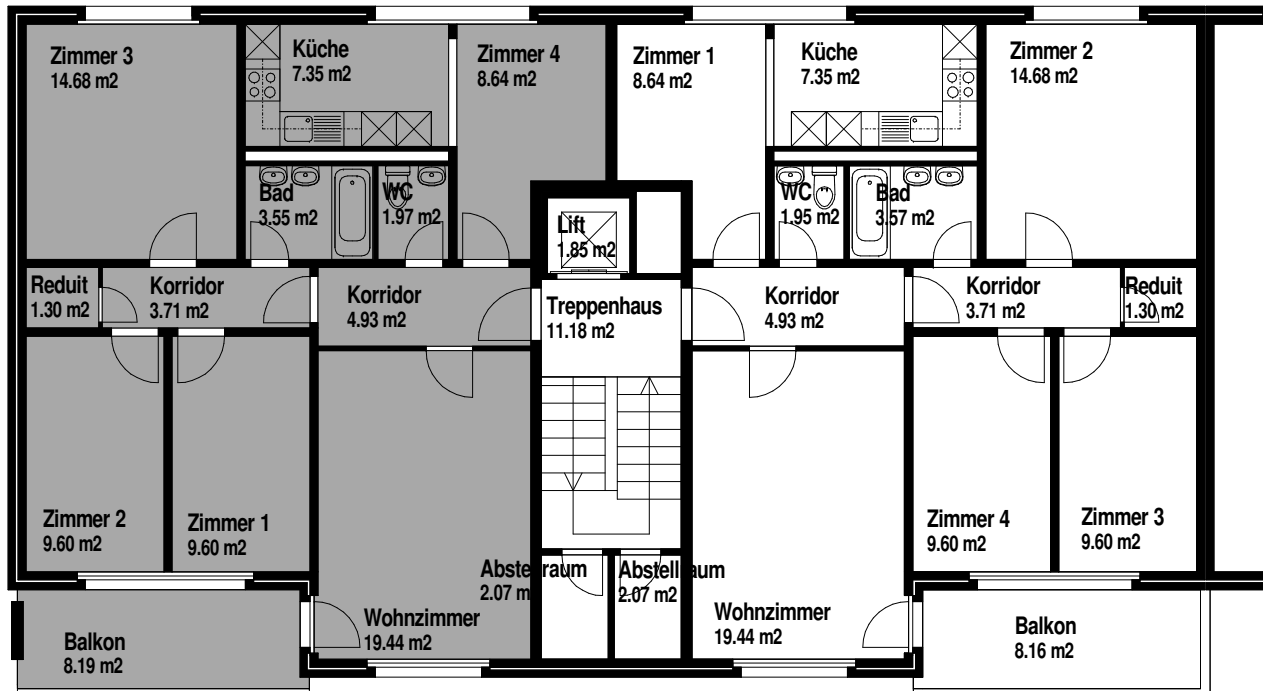 Zimmer 3
14.68 m2
Küche
7.35 m2
Zimmer 4
8.64 m2
Zimmer 1
8.64 m2
Küche
7.35 m2
Zimmer 2
14.68 m2
Bad
3.55 m2
WC
1.97 m2
Lift
1.85 m2
WC
1.95 m2
Bad
3.57 m2
Reduit
1.30 m2
Korridor
3.71 m2
Korridor
4.93 m2
Treppenhaus
11.18 m2
Korridor
4.93 m2
Korridor
3.71 m2
Reduit
1.30 m2
Zimmer 2
9.60 m2
Zimmer 1
9.60 m2
Zimmer 4
9.60 m2
Zimmer 3
9.60 m2
Abstellraum
2.07 m
Abstellraum
2.07 m2
Wohnzimmer
19.44 m2
Wohnzimmer
19.44 m2
Balkon
8.19 m2
Balkon
8.16 m2